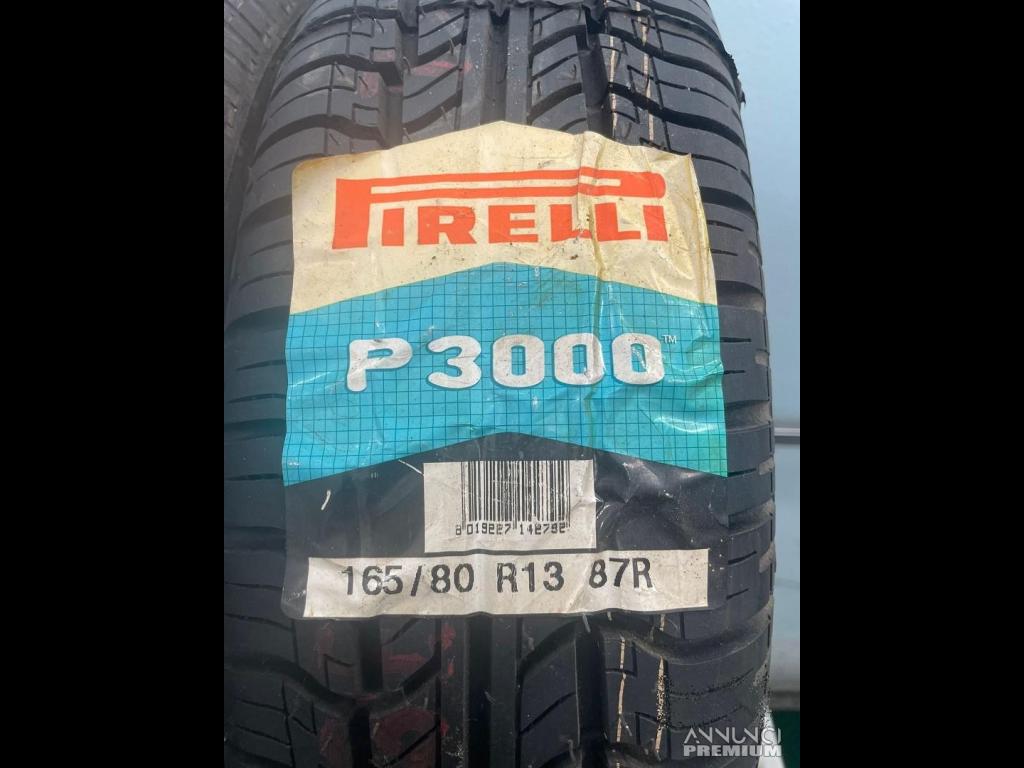 PIRELLI
P3000™
8 019227 142792
165/80 R13 87R
ANNUNCI
PREMIUM